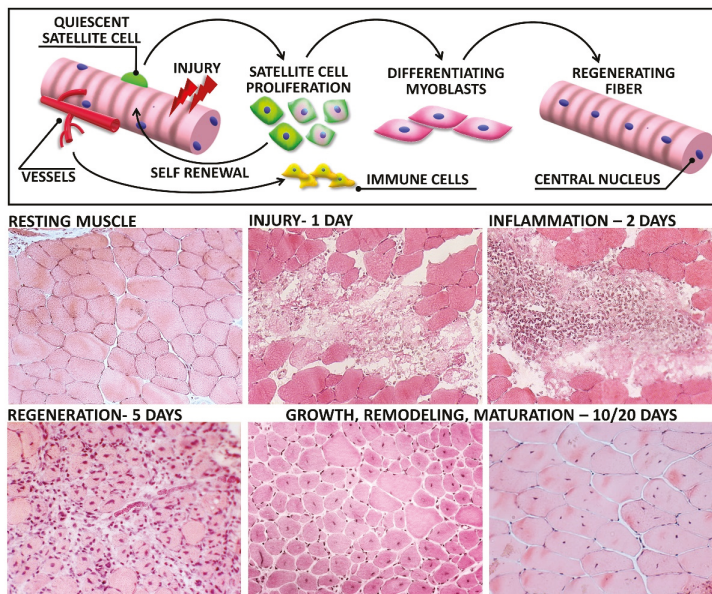 QUIESCENT
SATELLITE CELL
INJURY
SATELLITE CELL
PROLIFERATION
DIFFERENTIATING
MYOBLASTS
REGENERATING
FIBER
VESSELS
SELF RENEWAL
IMMUNE CELLS
CENTRAL NUCLEUS
RESTING MUSCLE
INJURY- 1 DAY
INFLAMMATION – 2 DAYS
REGENERATION- 5 DAYS
GROWTH, REMODELING, MATURATION – 10/20 DAYS